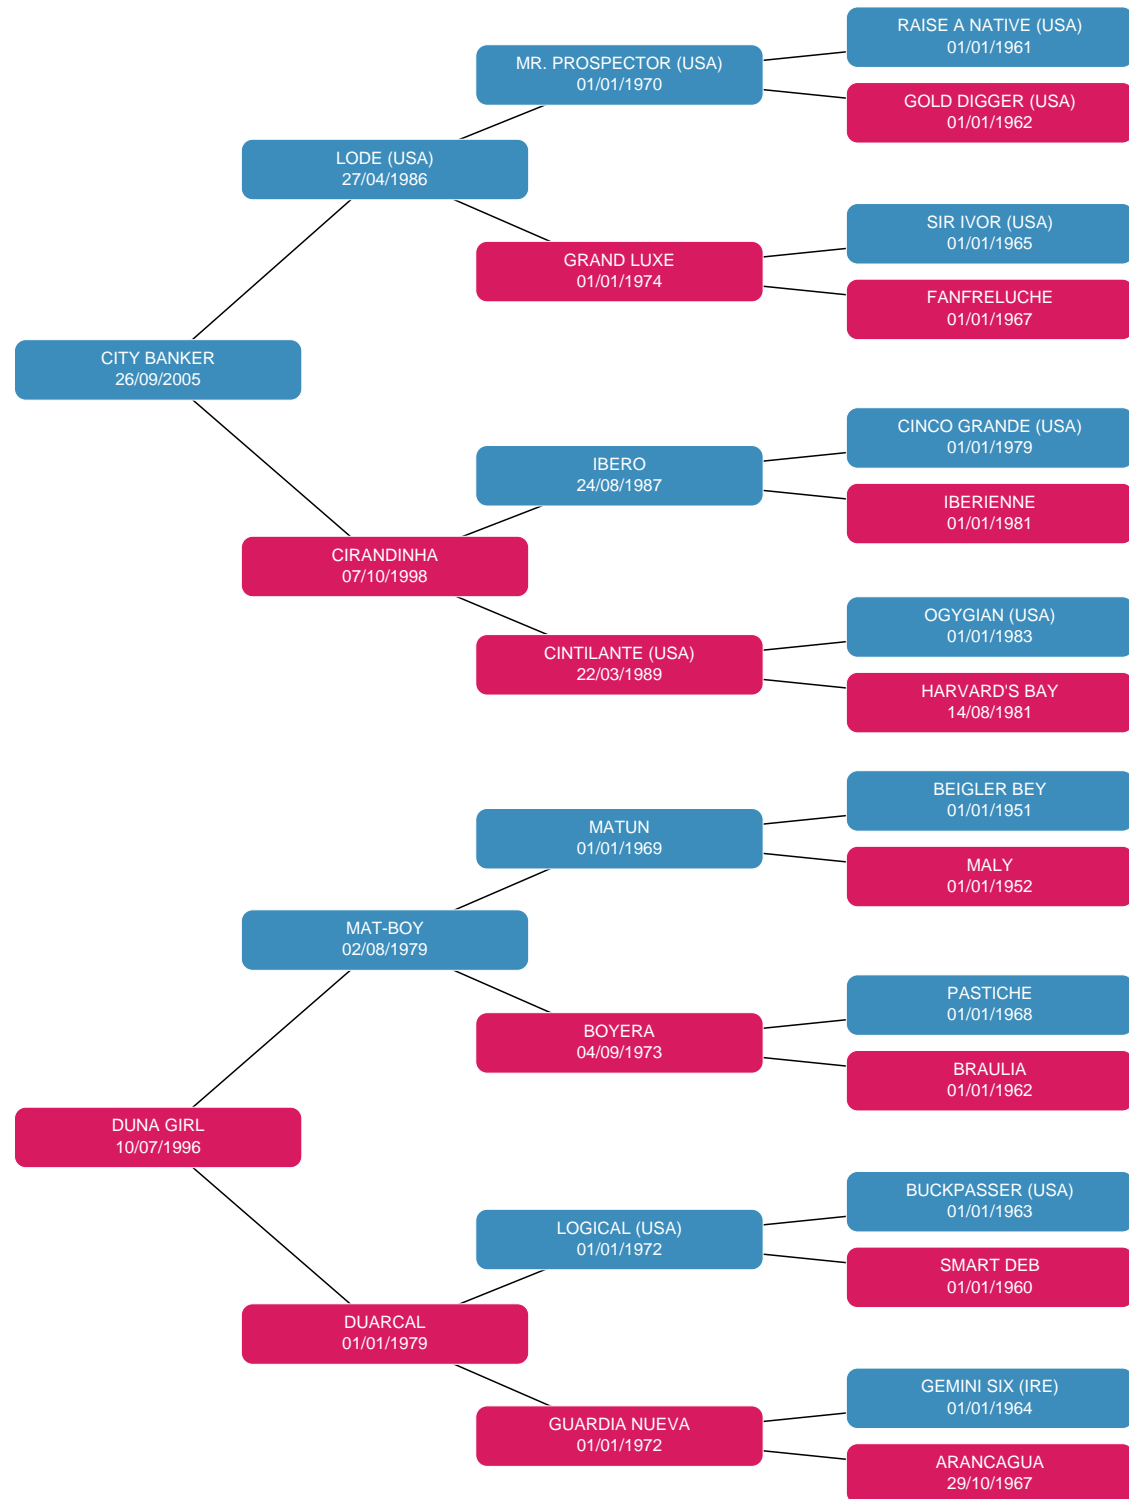 RAISE A NATIVE (USA)
01/01/1961
MR. PROSPECTOR (USA)
01/01/1970
GOLD DIGGER (USA)
01/01/1962
LODE (USA)
27/04/1986
SIR IVOR (USA)
01/01/1965
GRAND LUXE
01/01/1974
FANFRELUCHE
01/01/1967
CITY BANKER
26/09/2005
CINCO GRANDE (USA)
01/01/1979
IBERO
24/08/1987
IBERIENNE
01/01/1981
CIRANDINHA
07/10/1998
OGYGIAN (USA)
01/01/1983
CINTILANTE (USA)
22/03/1989
HARVARD'S BAY
14/08/1981
BEIGLER BEY
01/01/1951
MATUN
01/01/1969
MALY
01/01/1952
MAT-BOY
02/08/1979
PASTICHE
01/01/1968
BOYERA
04/09/1973
BRAULIA
01/01/1962
DUNA GIRL
10/07/1996
BUCKPASSER (USA)
01/01/1963
LOGICAL (USA)
01/01/1972
SMART DEB
01/01/1960
DUARCAL
01/01/1979
GEMINI SIX (IRE)
01/01/1964
GUARDIA NUEVA
01/01/1972
ARANCAGUA
29/10/1967